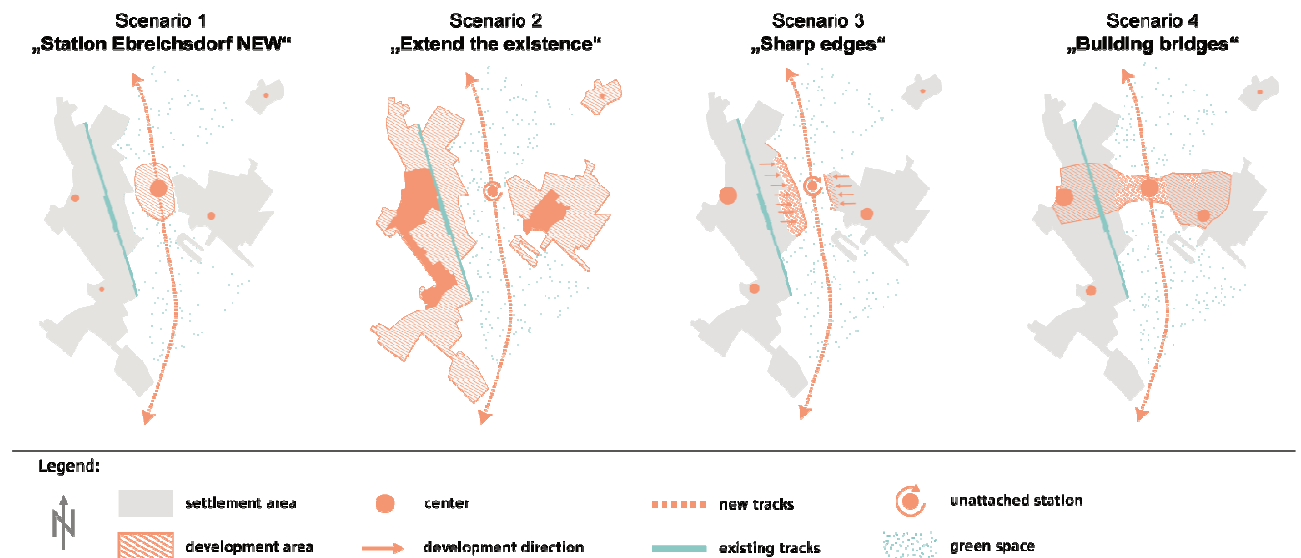 Scenario 1
„Station Ebreichsdorf NEW“
Scenario 2
„Extend the existence“
Scenario 3
„Sharp edges“
Scenario 4
„Building bridges“
Legend:
N
settlement area
center
new tracks
unattached station
development area
development direction
existing tracks
green space